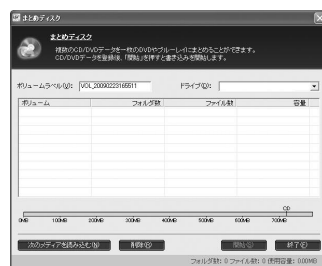 まとめディスク
まとめディスク
複数のCD/DVDデータを一枚のDVDやブルーレイにまとめることができます。
CD/DVDデータを登録後、「開始」を押すと書き込みを開始します。
ボリュームラベル(V): VOL_20090223165511 ドライブ(D):
ボリューム フォルダ数 ファイル数 容量
CD
0MB 100MB 200MB 300MB 400MB 500MB 600MB 700MB
次のメディアを読み込む(N) 削除(R) 開始(S) 終了(E)
フォルダ数: 0 ファイル数: 0 使用容量: 0.00MB